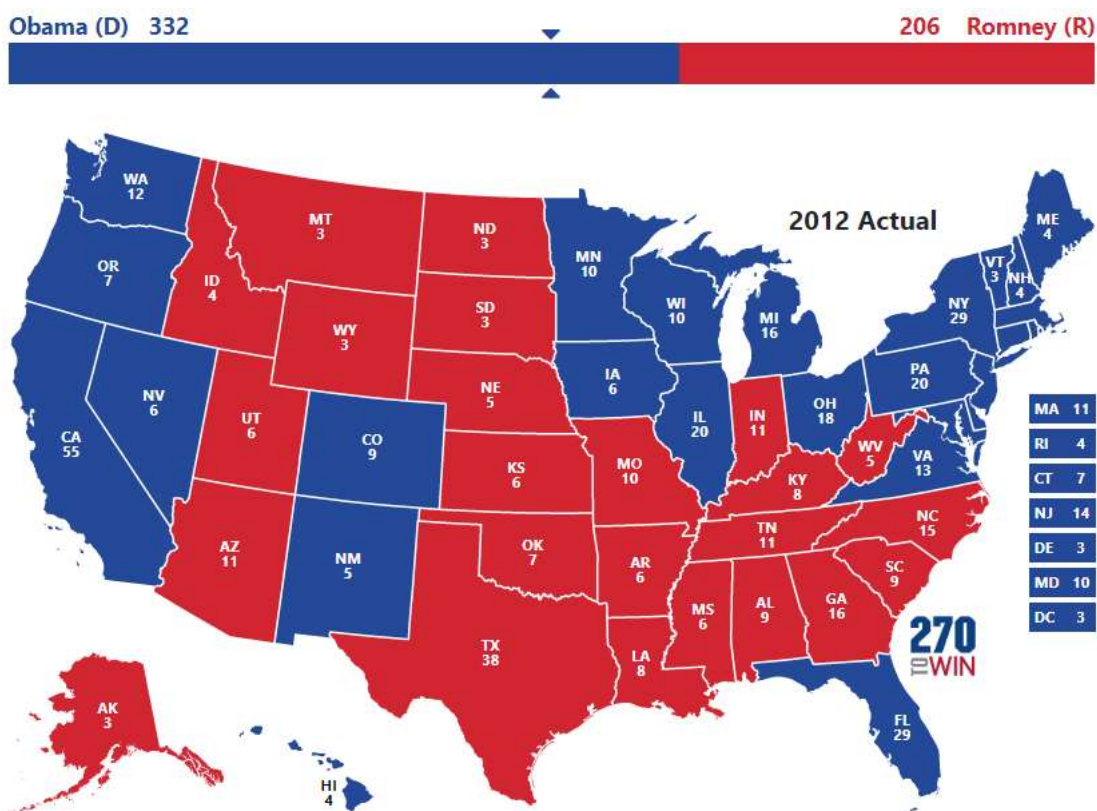 Obama (D) 332
206 Romney (R)
2012 Actual
WA
12
OR
7
CA
55
NV
6
ID
4
MT
3
WY
3
UT
6
AZ
11
CO
9
NM
5
ND
3
SD
3
NE
5
KS
6
OK
7
TX
38
MN
10
IA
6
MO
10
AR
6
LA
8
WI
10
IL
20
MI
16
IN
11
OH
18
KY
8
TN
11
MS
6
AL
9
GA
16
FL
29
SC
9
NC
15
VA
13
WV
5
PA
20
NY
29
VT
3
NH
4
ME
4
MA 11
RI 4
CT 7
NJ 14
DE 3
MD 10
DC 3
AK
3
HI
4
270
TO WIN